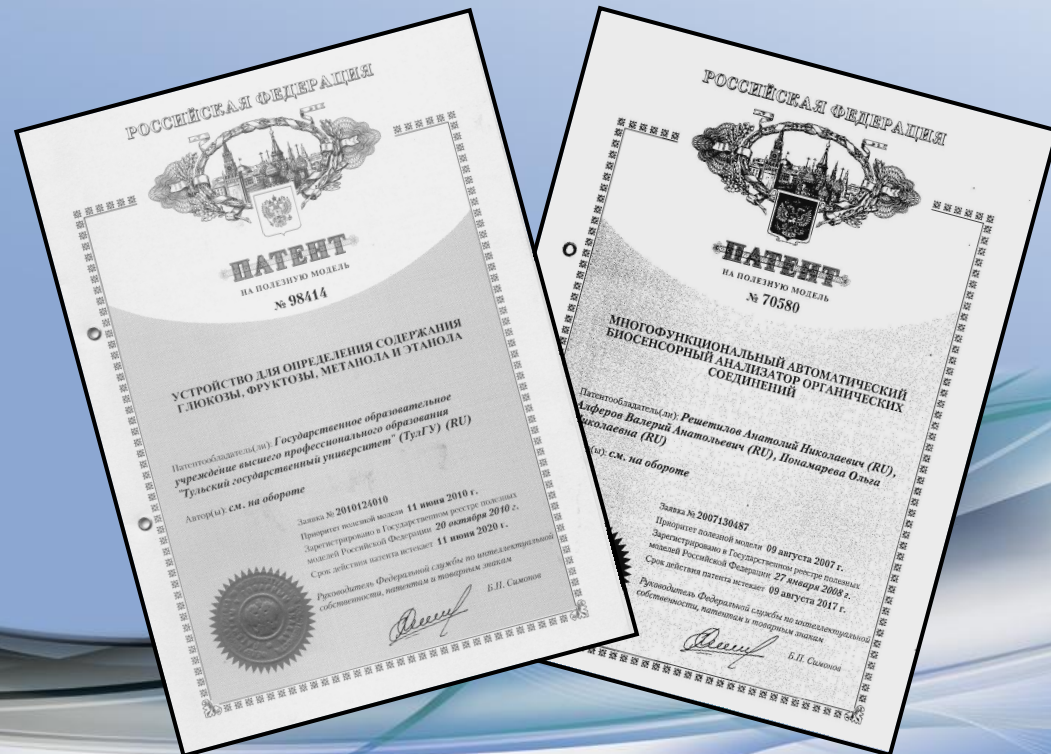 РОССИЙСКАЯ ФЕДЕРАЦИЯ
ПАТЕНТ
НА ПОЛЕЗНУЮ МОДЕЛЬ
№ 98414
УСТРОЙСТВО ДЛЯ ОПРЕДЕЛЕНИЯ СОДЕРЖАНИЯ
ГЛЮКОЗЫ, ФРУКТОЗЫ, МЕТАНОЛА И ЭТАНОЛА
Патентообладатель(ли): Государственное образовательное
учреждение высшего профессионального образования
"Тульский государственный университет" (ТулГУ) (RU)
Автор(ы): см. на обороте
Заявка № 2010124010
Приоритет полезной модели 11 июня 2010 г.
Зарегистрировано в Государственном реестре полезных
моделей Российской Федерации 20 октября 2010 г.
Срок действия патента истекает 11 июня 2020 г.
Руководитель Федеральной службы по интеллектуальной
собственности, патентам и товарным знакам
Б.П. Симонов
РОССИЙСКАЯ ФЕДЕРАЦИЯ
ПАТЕНТ
НА ПОЛЕЗНУЮ МОДЕЛЬ
№ 70580
МНОГОФУНКЦИОНАЛЬНЫЙ АВТОМАТИЧЕСКИЙ
БИОСЕНСОРНЫЙ АНАЛИЗАТОР ОРГАНИЧЕСКИХ
СОЕДИНЕНИЙ
Патентообладатель(ли): Решетилов Анатолий Николаевич (RU),
Алферов Валерий Анатольевич (RU), Понамарева Ольга
Николаевна (RU)
см. на обороте
Заявка № 2007130487
Приоритет полезной модели 09 августа 2007 г.
Зарегистрировано в Государственном реестре полезных
моделей Российской Федерации 27 января 2008 г.
Срок действия патента истекает 09 августа 2017 г.
Руководитель Федеральной службы по интеллектуальной
собственности, патентам и товарным знакам
Б.П. Симонов